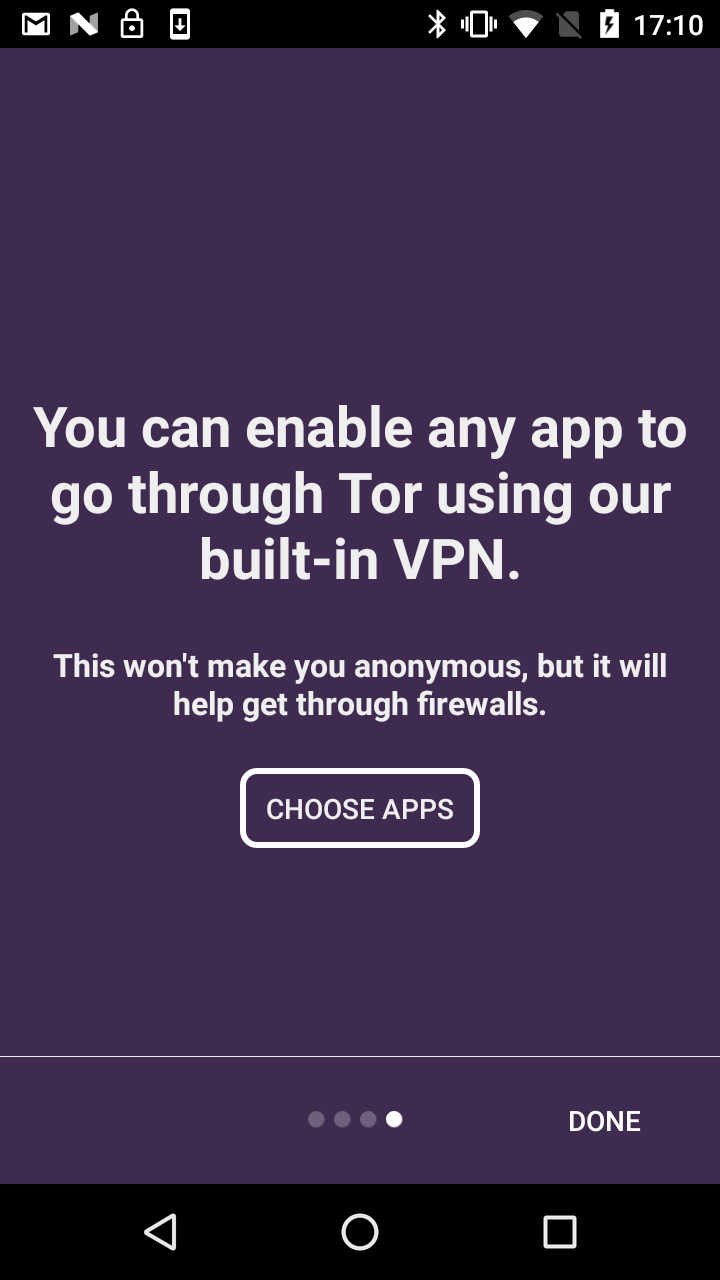 17:10
You can enable any app to
go through Tor using our
built-in VPN.
This won't make you anonymous, but it will
help get through firewalls.
CHOOSE APPS
DONE